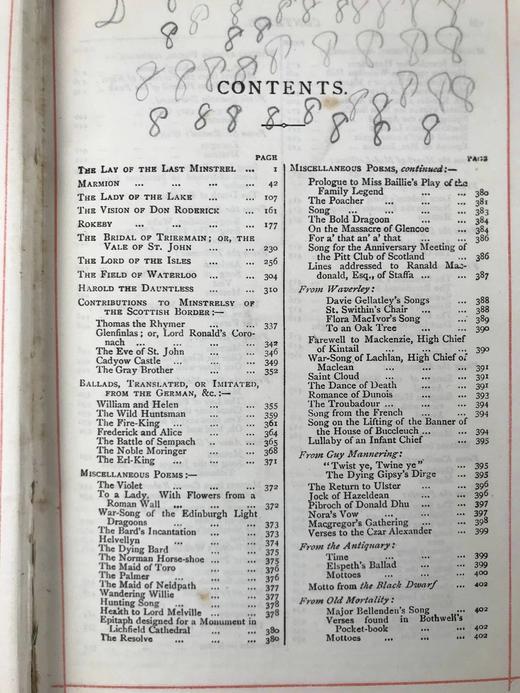 CONTENTS.
PAGE
THE LAY OF THE LAST MINSTREL ... 1
MARMION ... ... ... ... 42
THE LADY OF THE LAKE ... ... 107
THE VISION OF DON RODERICK ... 161
ROKEBY ... ... ... ... 177
THE BRIDAL OF TRIERMAIN; OR, THE
VALE OF ST. JOHN ... ... 230
THE LORD OF THE ISLES ... ... 256
THE FIELD OF WATERLOO ... ... 304
HAROLD THE DAUNTLESS ... ... 310
CONTRIBUTIONS TO MINSTRELSY OF
THE SCOTTISH BORDER:—
Thomas the Rhymer ... ... 337
Glenfinlas; or, Lord Ronald's Coro-
nach ... ... ... ... 342
The Eve of St. John ... ... 346
Cadyow Castle ... ... ... 349
The Gray Brother ... ... ... 352
BALLADS, TRANSLATED, OR IMITATED,
FROM THE GERMAN, &C.:—
William and Helen ... ... 355
The Wild Huntsman ... ... 359
The Fire-King ... ... ... 361
Frederick and Alice ... ... 364
The Battle of Sempach ... ... 365
The Noble Moringer ... ... 368
The Erl-King ... ... ... 371
MISCELLANEOUS POEMS:—
The Violet ... ... ... 372
To a Lady. With Flowers from a
Roman Wall ... ... ... 372
War-Song of the Edinburgh Light
Dragoons ... ... ... 373
The Bard's Incantation ... ... 373
Helvellyn ... ... ... 374
The Dying Bard ... ... ... 375
The Norman Horse-shoe ... ... 375
The Maid of Toro ... ... 376
The Palmer ... ... ... 376
The Maid of Neidpath ... ... 377
Wandering Willie ... ... 377
Hunting Song ... ... ... 378
Health to Lord Melville ... ... 378
Epitaph designed for a Monument in
Lichfield Cathedral ... ... 380
The Resolve ... ... ... 380
PAGE
MISCELLANEOUS POEMS, continued:—
Prologue to Miss Baillie's Play of the
Family Legend ... ... 380
The Poacher ... ... ... 381
Song ... ... ... ... 383
The Bold Dragoon ... ... 384
On the Massacre of Glencoe ... 384
For a' that an' a' that ... ... 386
Song for the Anniversary Meeting of
the Pitt Club of Scotland ... 386
Lines addressed to Ranald Mac-
donald, Esq., of Staffa ... ... 387
From Waverley:
Davie Gellatley's Songs ... 388
St. Swithin's Chair ... ... 388
Flora MacIvor's Song ... 389
To an Oak Tree ... ... 390
Farewell to Mackenzie, High Chief
of Kintail ... ... ... 390
War-Song of Lachlan, High Chief of
Maclean ... ... ... 391
Saint Cloud ... ... ... 391
The Dance of Death ... ... 391
Romance of Dunois ... ... 393
The Troubadour ... ... ... 394
Song from the French ... ... 394
Song on the Lifting of the Banner of
the House of Buccleuch ... ... 394
Lullaby of an Infant Chief ... 395
From Guy Mannering:
"Twist ye, Twine ye" ... 395
The Dying Gipsy's Dirge ... 395
The Return to Ulster ... ... 396
Jock of Hazeldean ... ... 396
Pibroch of Donald Dhu ... ... 397
Nora's Vow ... ... ... 397
Macgregor's Gathering ... ... 398
Verses to the Czar Alexander ... 399
From the Antiquary:
Time ... ... ... 399
Elspeth's Ballad ... ... 399
Mottoes ... ... ... 400
Motto from the Black Dwarf ... 402
From Old Mortality:
Major Bellenden's Song ... 402
Verses found in Bothwell's
Pocket-book ... ... 402
Mottoes ... ... ... 402